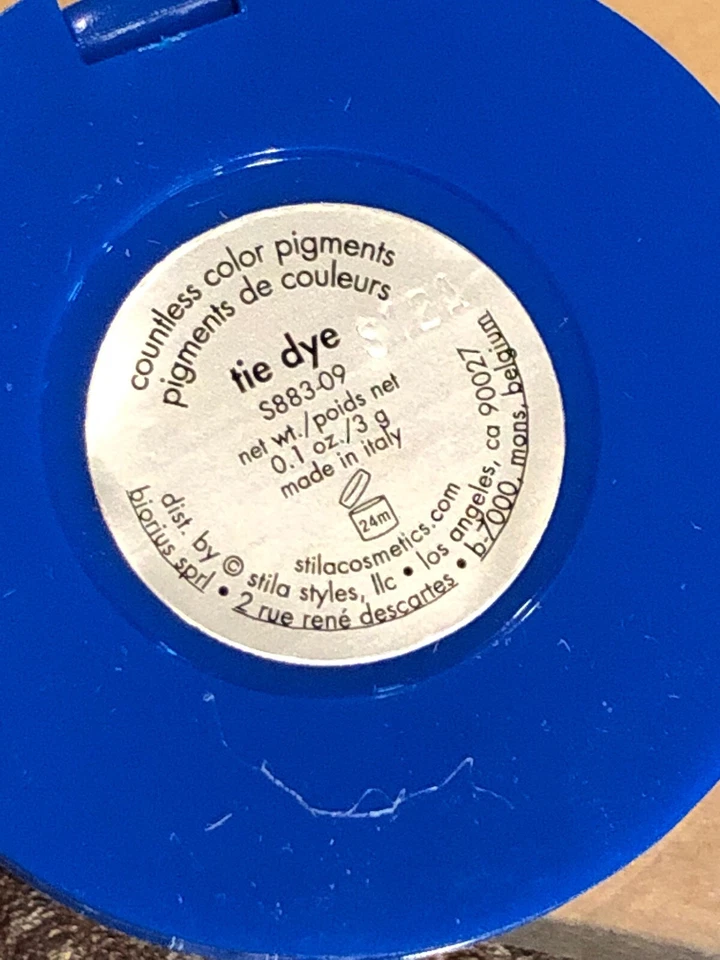 countless color pigments
pigments de couleurs
tie dye
S883-09
net wt./poids net
0.1 oz./3 g
made in italy
24m
stilacosmetics.com
dist. by © stila styles, llc • los angeles, ca 90027
biorius sprl • 2 rue rené descartes • b-7000, mons, belgium